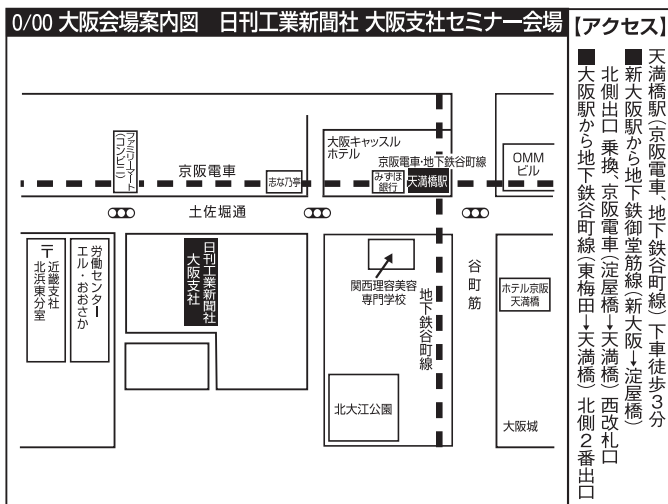 0/00 大阪会場案内図　日刊工業新聞社 大阪支社セミナー会場
【アクセス】
天満橋駅(京阪電車、地下鉄谷町線)下車徒歩3分
■新大阪駅から地下鉄御堂筋線(新大阪→淀屋橋)
北側出口 乗換、京阪電車(淀屋橋→天満橋)西改札口
■大阪駅から地下鉄谷町線(東梅田→天満橋)北側2番出口
ファミリーマート
(コンビニ)
京阪電車
志な乃亭
大阪キャッスル
ホテル
京阪電車・地下鉄谷町線
みずほ
銀行
天満橋駅
OMM
ビル
土佐堀通
〒
近畿支社
北浜東分室
労働センター
エル・おおさか
日刊工業新聞社
大阪支社
関西理容美容
専門学校
地下鉄谷町線
谷町筋
ホテル京阪
天満橋
北大江公園
大阪城